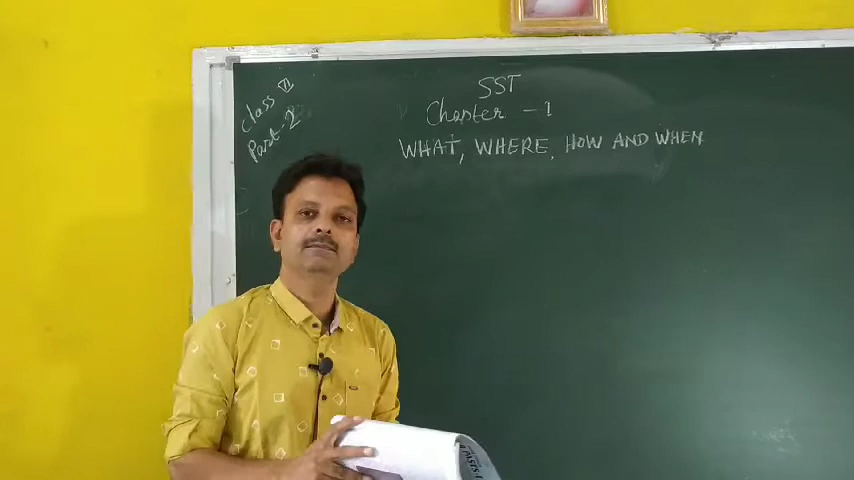 Class VI
Part-2
SST
Chapter - 1
WHAT, WHERE, HOW AND WHEN